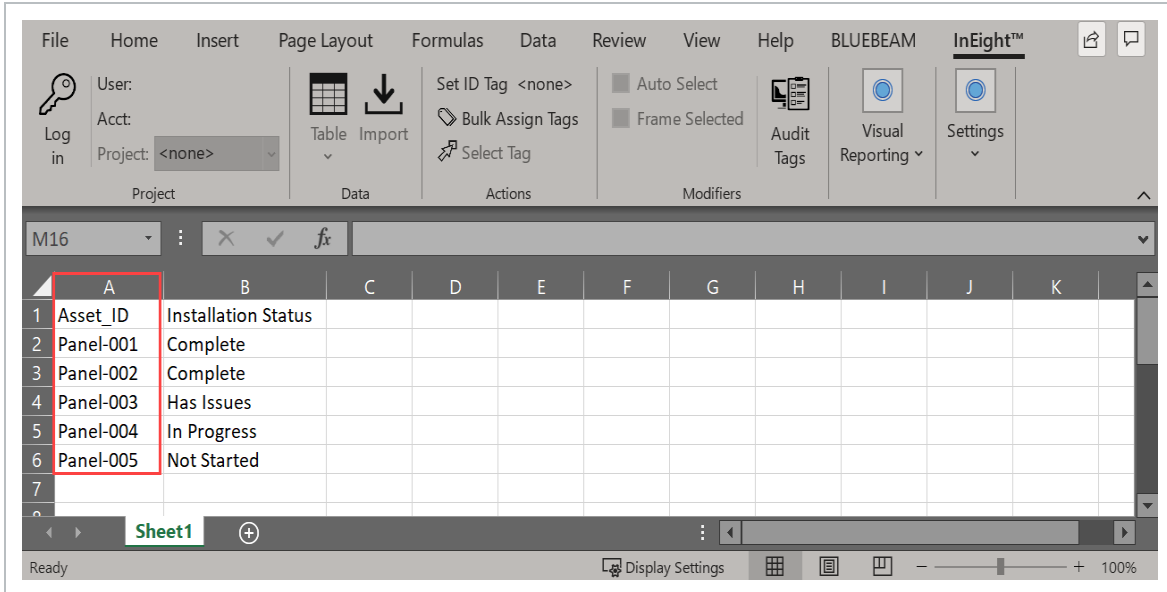 File Home Insert Page Layout Formulas Data Review View Help BLUEBEAM InEight™
User:
Acct:
Project: <none>
Log
in
Project
Table Import
Data
Set ID Tag <none>
Bulk Assign Tags
Select Tag
Actions
Auto Select
Frame Selected
Modifiers
Audit
Tags
Visual
Reporting
Settings
M16 fx
A B C D E F G H I J K
1 Asset_ID Installation Status
2 Panel-001 Complete
3 Panel-002 Complete
4 Panel-003 Has Issues
5 Panel-004 In Progress
6 Panel-005 Not Started
7
Sheet1
Ready Display Settings 100%